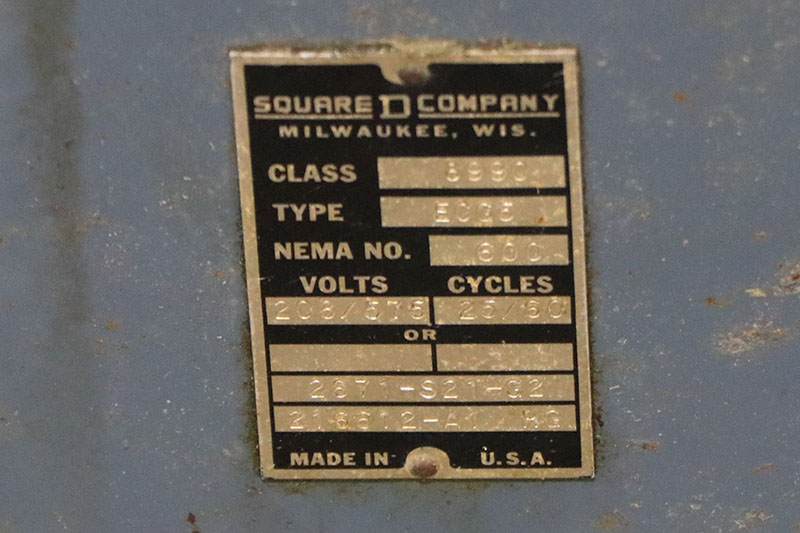 SQUARE D COMPANY
MILWAUKEE, WIS.
CLASS 8990
TYPE
NEMA NO. 600
VOLTS CYCLES
208/575 25/60
OR
2871-S21-G2
MADE IN U.S.A.